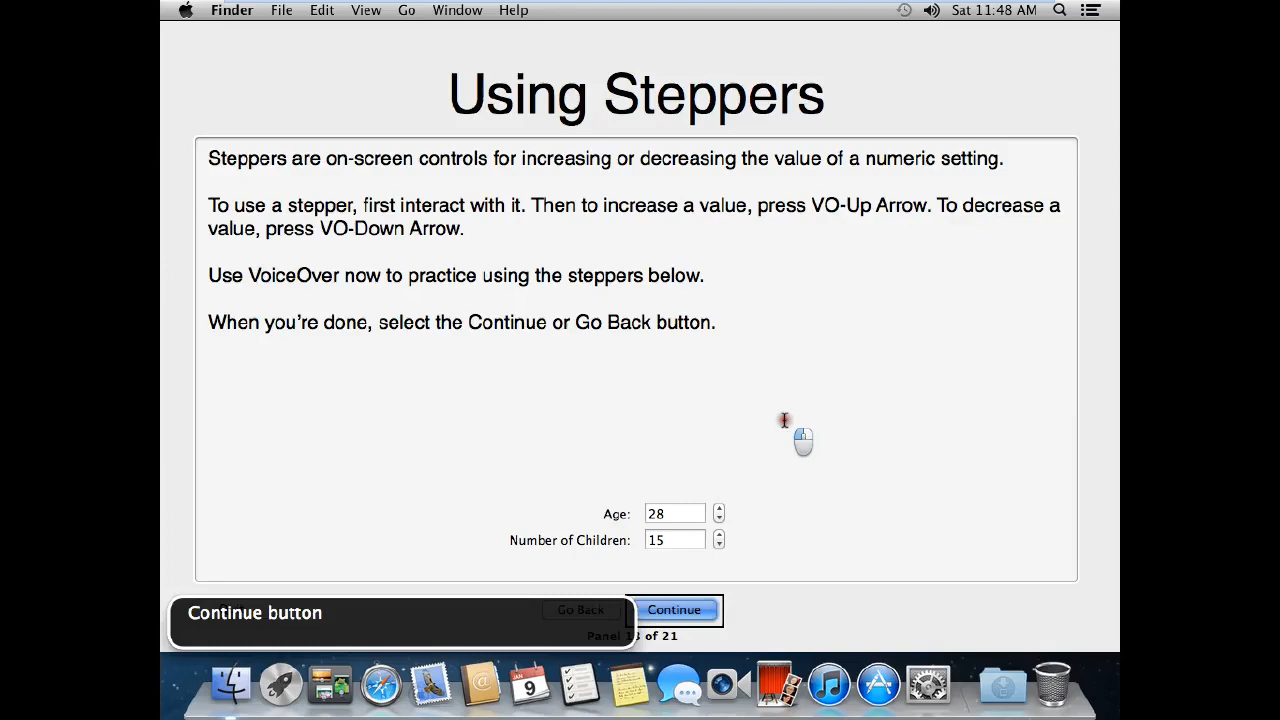 Finder File Edit View Go Window Help Sat 11:48 AM
Using Steppers
Steppers are on-screen controls for increasing or decreasing the value of a numeric setting.
To use a stepper, first interact with it. Then to increase a value, press VO-Up Arrow. To decrease a
value, press VO-Down Arrow.
Use VoiceOver now to practice using the steppers below.
When you're done, select the Continue or Go Back button.
Age: 28
Number of Children: 15
Continue button
Go Back Continue
Panel 13 of 21
9